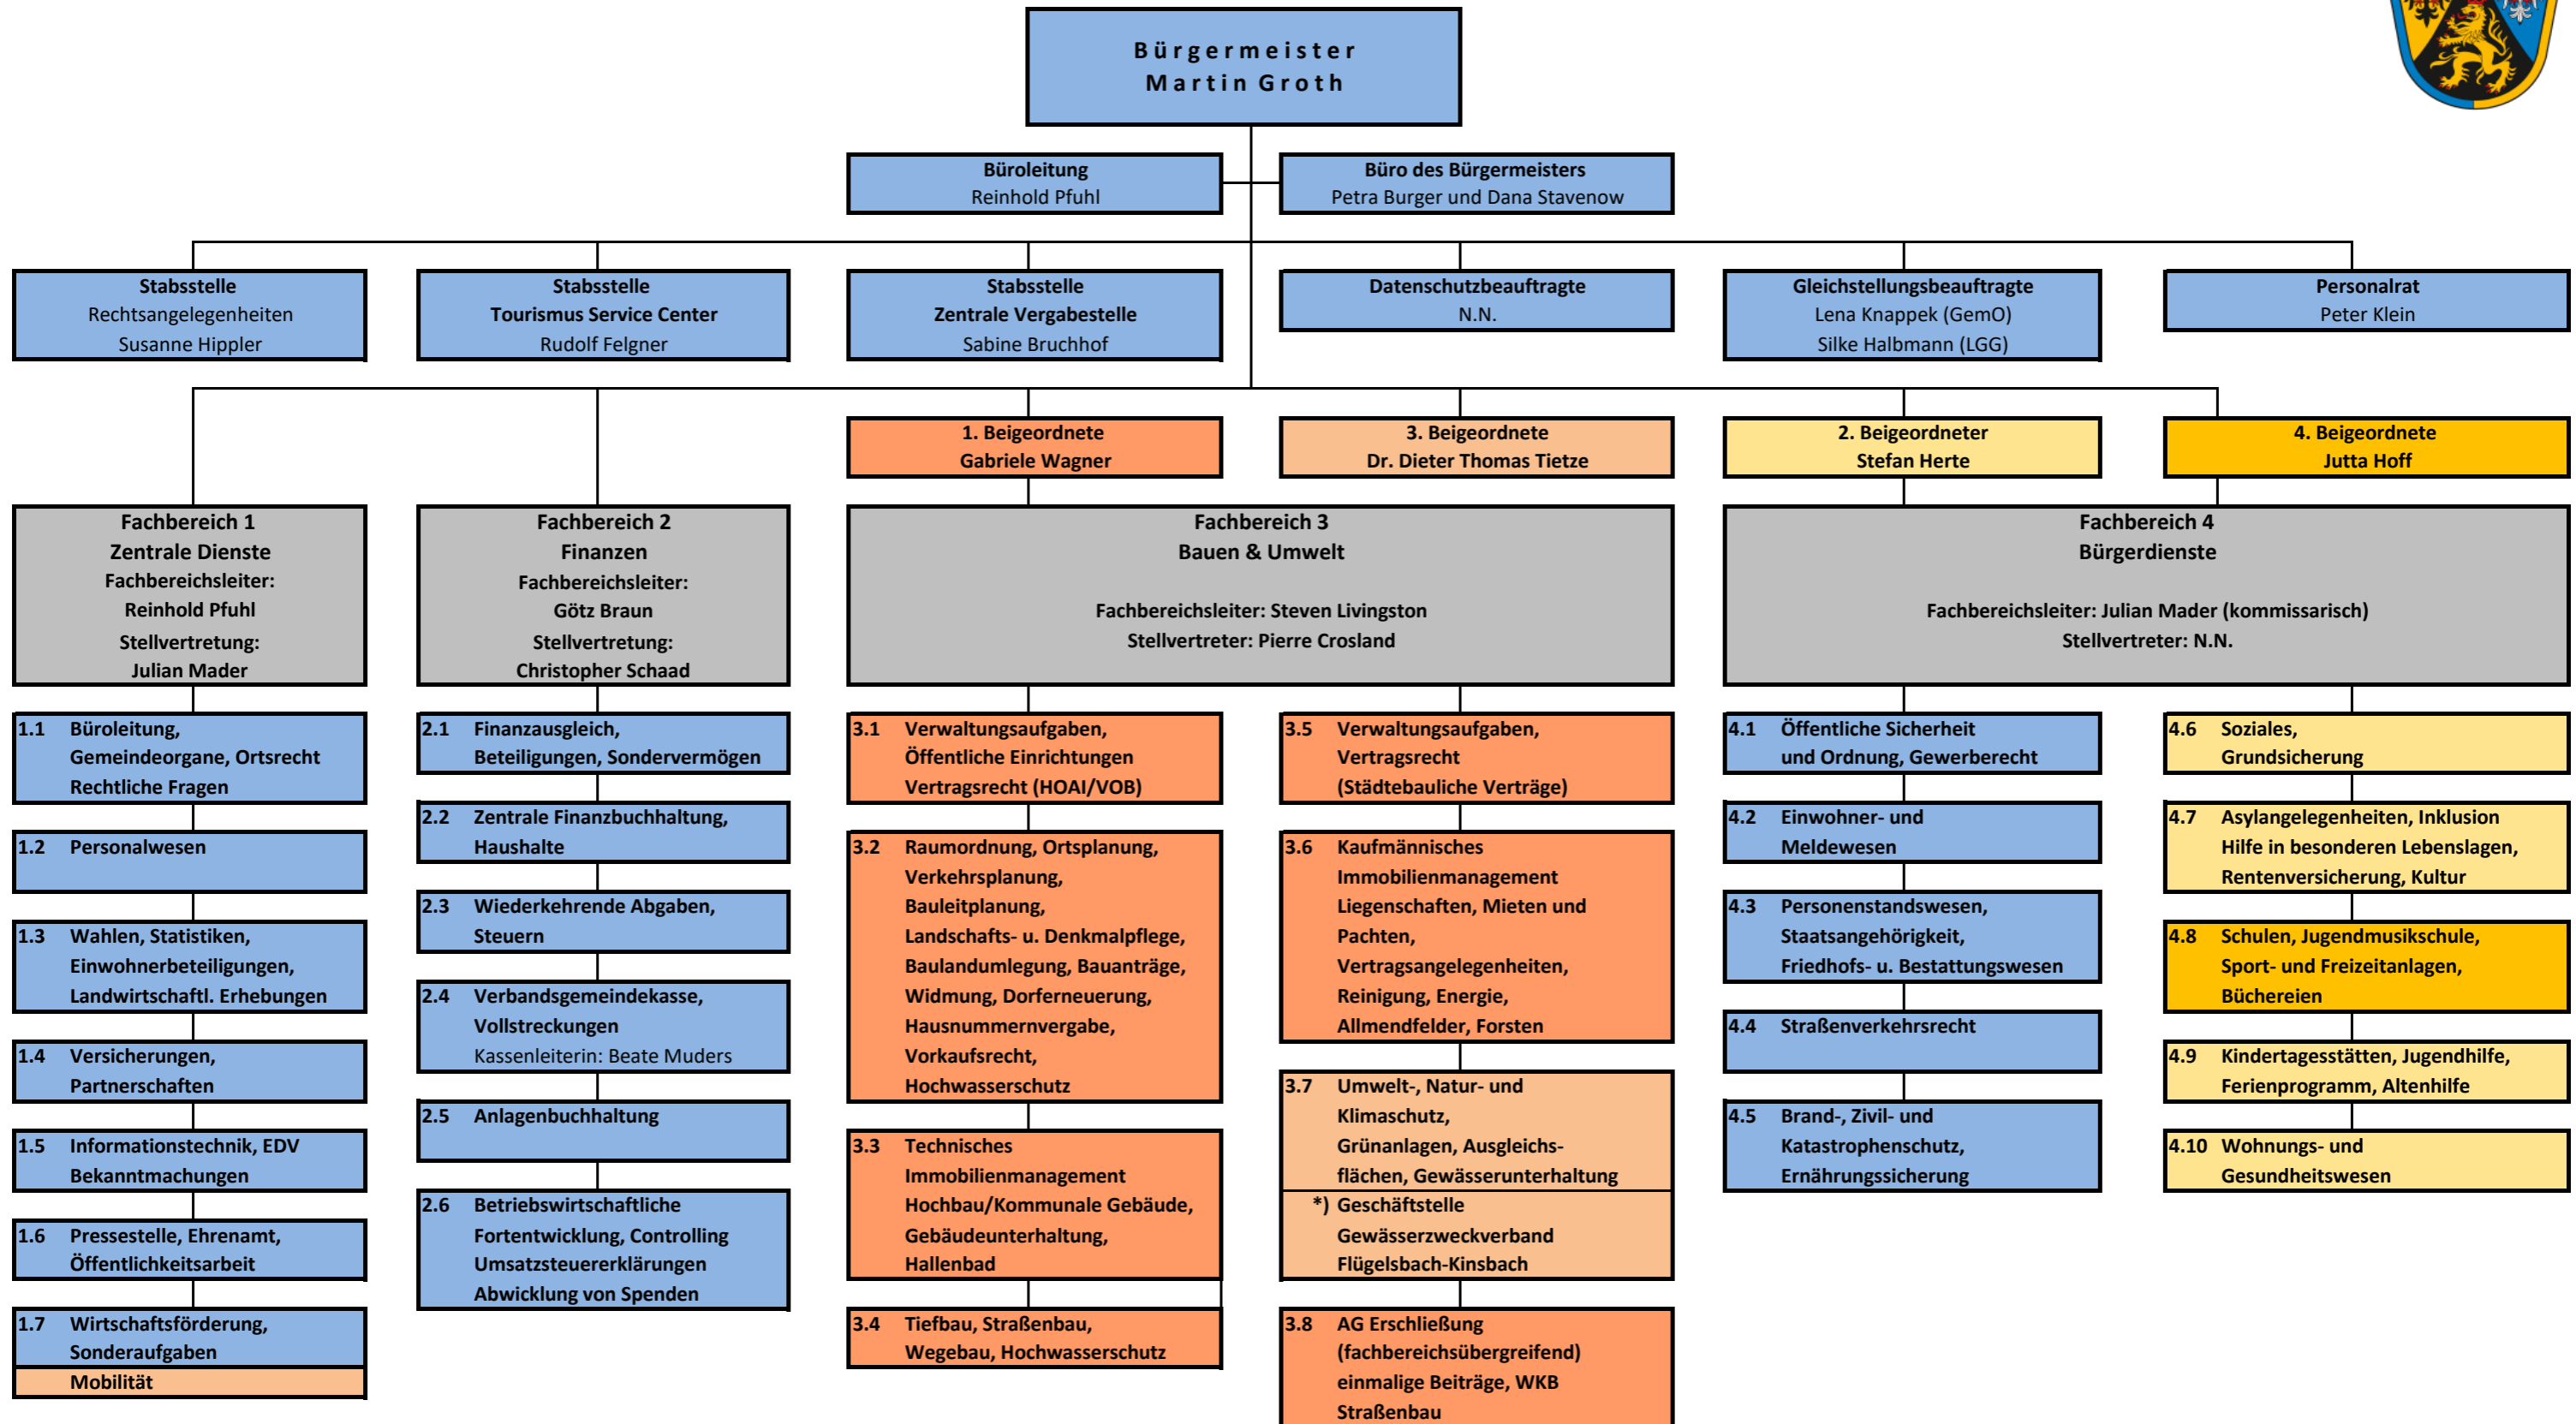 Bürgermeister
Martin Groth
Büroleitung
Reinhold Pfuhl
Büro des Bürgermeisters
Petra Burger und Dana Stavenow
Stabsstelle
Rechtsangelegenheiten
Susanne Hippler
Stabsstelle
Tourismus Service Center
Rudolf Felgner
Stabsstelle
Zentrale Vergabestelle
Sabine Bruchhof
Datenschutzbeauftragte
N.N.
Gleichstellungsbeauftragte
Lena Knappek (GemO)
Silke Halbmann (LGG)
Personalrat
Peter Klein
1. Beigeordnete
Gabriele Wagner
3. Beigeordnete
Dr. Dieter Thomas Tietze
2. Beigeordneter
Stefan Herte
4. Beigeordnete
Jutta Hoff
Fachbereich 1
Zentrale Dienste
Fachbereichsleiter:
Reinhold Pfuhl
Stellvertretung:
Julian Mader
Fachbereich 2
Finanzen
Fachbereichsleiter:
Götz Braun
Stellvertretung:
Christopher Schaad
Fachbereich 3
Bauen & Umwelt
Fachbereichsleiter: Steven Livingston
Stellvertreter: Pierre Crosland
Fachbereich 4
Bürgerdienste
Fachbereichsleiter: Julian Mader (kommissarisch)
Stellvertreter: N.N.
1.1 Büroleitung,
Gemeindeorgane, Ortsrecht
Rechtliche Fragen
1.2 Personalwesen
1.3 Wahlen, Statistiken,
Einwohnerbeteiligungen,
Landwirtschaftl. Erhebungen
1.4 Versicherungen,
Partnerschaften
1.5 Informationstechnik, EDV
Bekanntmachungen
1.6 Pressestelle, Ehrenamt,
Öffentlichkeitsarbeit
1.7 Wirtschaftsförderung,
Sonderaufgaben
Mobilität
2.1 Finanzausgleich,
Beteiligungen, Sondervermögen
2.2 Zentrale Finanzbuchhaltung,
Haushalte
2.3 Wiederkehrende Abgaben,
Steuern
2.4 Verbandsgemeindekasse,
Vollstreckungen
Kassenleiterin: Beate Muders
2.5 Anlagenbuchhaltung
2.6 Betriebswirtschaftliche
Fortentwicklung, Controlling
Umsatzsteuererklärungen
Abwicklung von Spenden
3.1 Verwaltungsaufgaben,
Öffentliche Einrichtungen
Vertragsrecht (HOAI/VOB)
3.2 Raumordnung, Ortsplanung,
Verkehrsplanung,
Bauleitplanung,
Landschafts- u. Denkmalpflege,
Baulandumlegung, Bauanträge,
Widmung, Dorferneuerung,
Hausnummernvergabe,
Vorkaufsrecht,
Hochwasserschutz
3.3 Technisches
Immobilienmanagement
Hochbau/Kommunale Gebäude,
Gebäudeunterhaltung,
Hallenbad
3.4 Tiefbau, Straßenbau,
Wegebau, Hochwasserschutz
3.5 Verwaltungsaufgaben,
Vertragsrecht
(Städtebauliche Verträge)
3.6 Kaufmännisches
Immobilienmanagement
Liegenschaften, Mieten und
Pachten,
Vertragsangelegenheiten,
Reinigung, Energie,
Allmendfelder, Forsten
3.7 Umwelt-, Natur- und
Klimaschutz,
Grünanlagen, Ausgleichs-
flächen, Gewässerunterhaltung
*) Geschäftstelle
Gewässerzweckverband
Flügelsbach-Kinsbach
3.8 AG Erschließung
(fachbereichsübergreifend)
einmalige Beiträge, WKB
Straßenbau
4.1 Öffentliche Sicherheit
und Ordnung, Gewerberecht
4.2 Einwohner- und
Meldewesen
4.3 Personenstandswesen,
Staatsangehörigkeit,
Friedhofs- u. Bestattungswesen
4.4 Straßenverkehrsrecht
4.5 Brand-, Zivil- und
Katastrophenschutz,
Ernährungssicherung
4.6 Soziales,
Grundsicherung
4.7 Asylangelegenheiten, Inklusion
Hilfe in besonderen Lebenslagen,
Rentenversicherung, Kultur
4.8 Schulen, Jugendmusikschule,
Sport- und Freizeitanlagen,
Büchereien
4.9 Kindertagesstätten, Jugendhilfe,
Ferienprogramm, Altenhilfe
4.10 Wohnungs- und
Gesundheitswesen